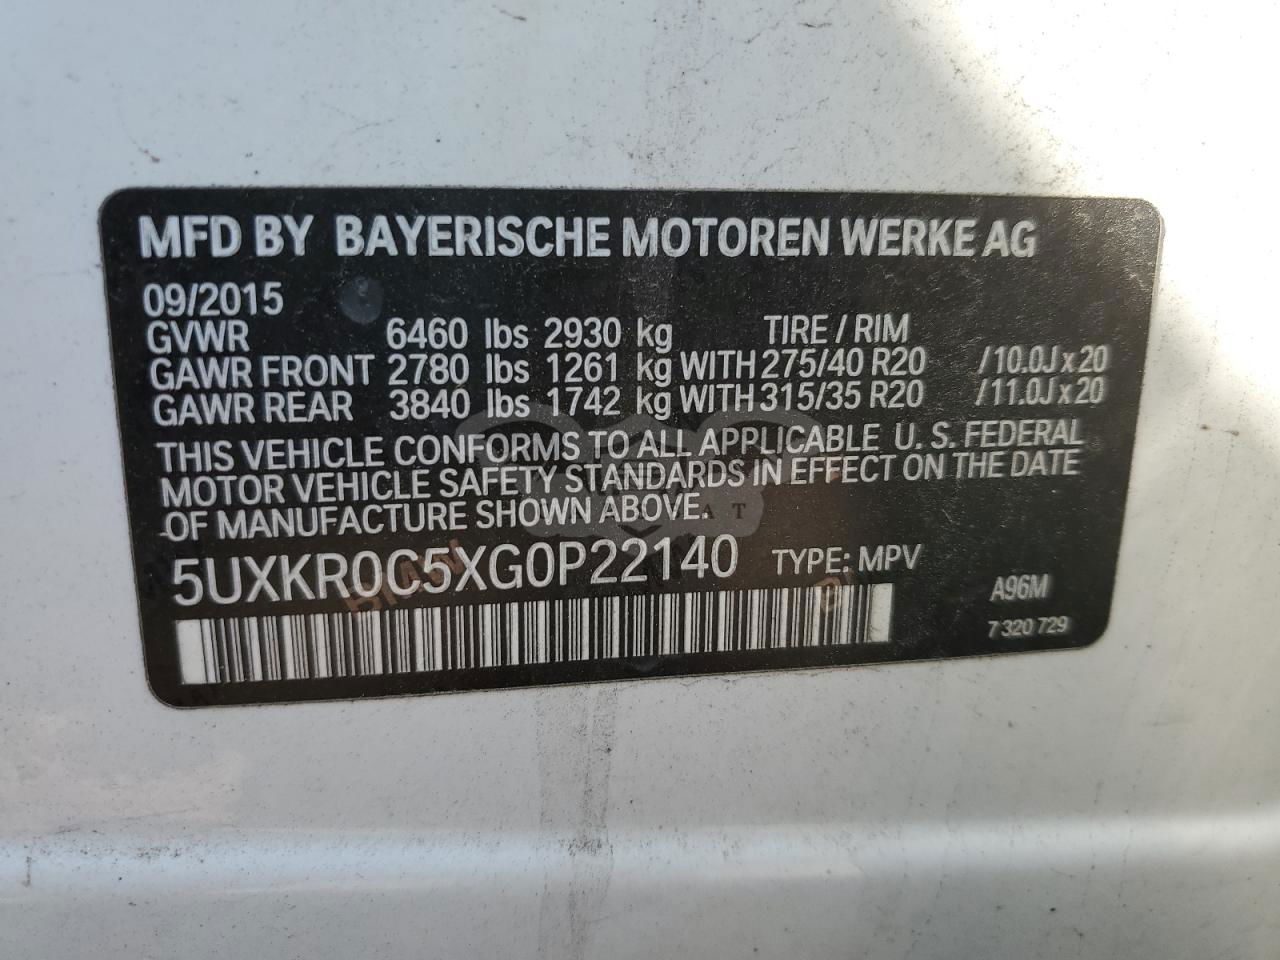 MFD BY BAYERISCHE MOTOREN WERKE AG
09/2015
GVWR 6460 lbs 2930 kg TIRE / RIM
GAWR FRONT 2780 lbs 1261 kg WITH 275/40 R20 /10.0J x 20
GAWR REAR 3840 lbs 1742 kg WITH 315/35 R20 /11.0J x 20
THIS VEHICLE CONFORMS TO ALL APPLICABLE U. S. FEDERAL
MOTOR VEHICLE SAFETY STANDARDS IN EFFECT ON THE DATE
OF MANUFACTURE SHOWN ABOVE.
5UXKR0C5XG0P22140 TYPE: MPV
A96M
7 320 729